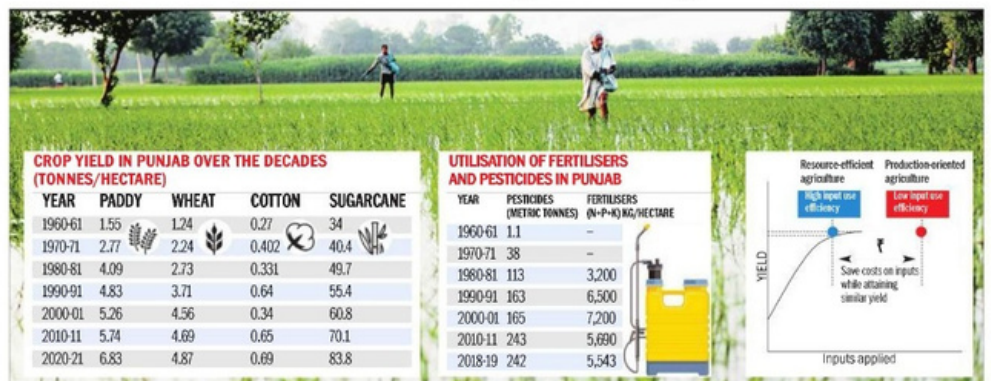 CROP YIELD IN PUNJAB OVER THE DECADES
(TONNES/HECTARE)
YEAR PADDY WHEAT COTTON SUGARCANE
1960-61 1.55 1.24 0.27 34
1970-71 2.77 2.24 0.402 40.4
1980-81 4.09 2.73 0.331 49.7
1990-91 4.83 3.71 0.64 55.4
2000-01 5.26 4.56 0.34 60.8
2010-11 5.74 4.69 0.65 70.1
2020-21 6.83 4.87 0.69 83.8
UTILISATION OF FERTILISERS
AND PESTICIDES IN PUNJAB
YEAR PESTICIDES FERTILISERS
(METRIC TONNES) (N+P+K) KG/HECTARE
1960-61 1.1 –
1970-71 38 –
1980-81 113 3,200
1990-91 163 6,500
2000-01 165 7,200
2010-11 243 5,690
2018-19 242 5,543
Resource-efficient
agriculture
High input use
efficiency
Production-oriented
agriculture
Low input use
efficiency
₹
Save costs on inputs
while attaining
similar yield
YIELD
Inputs applied